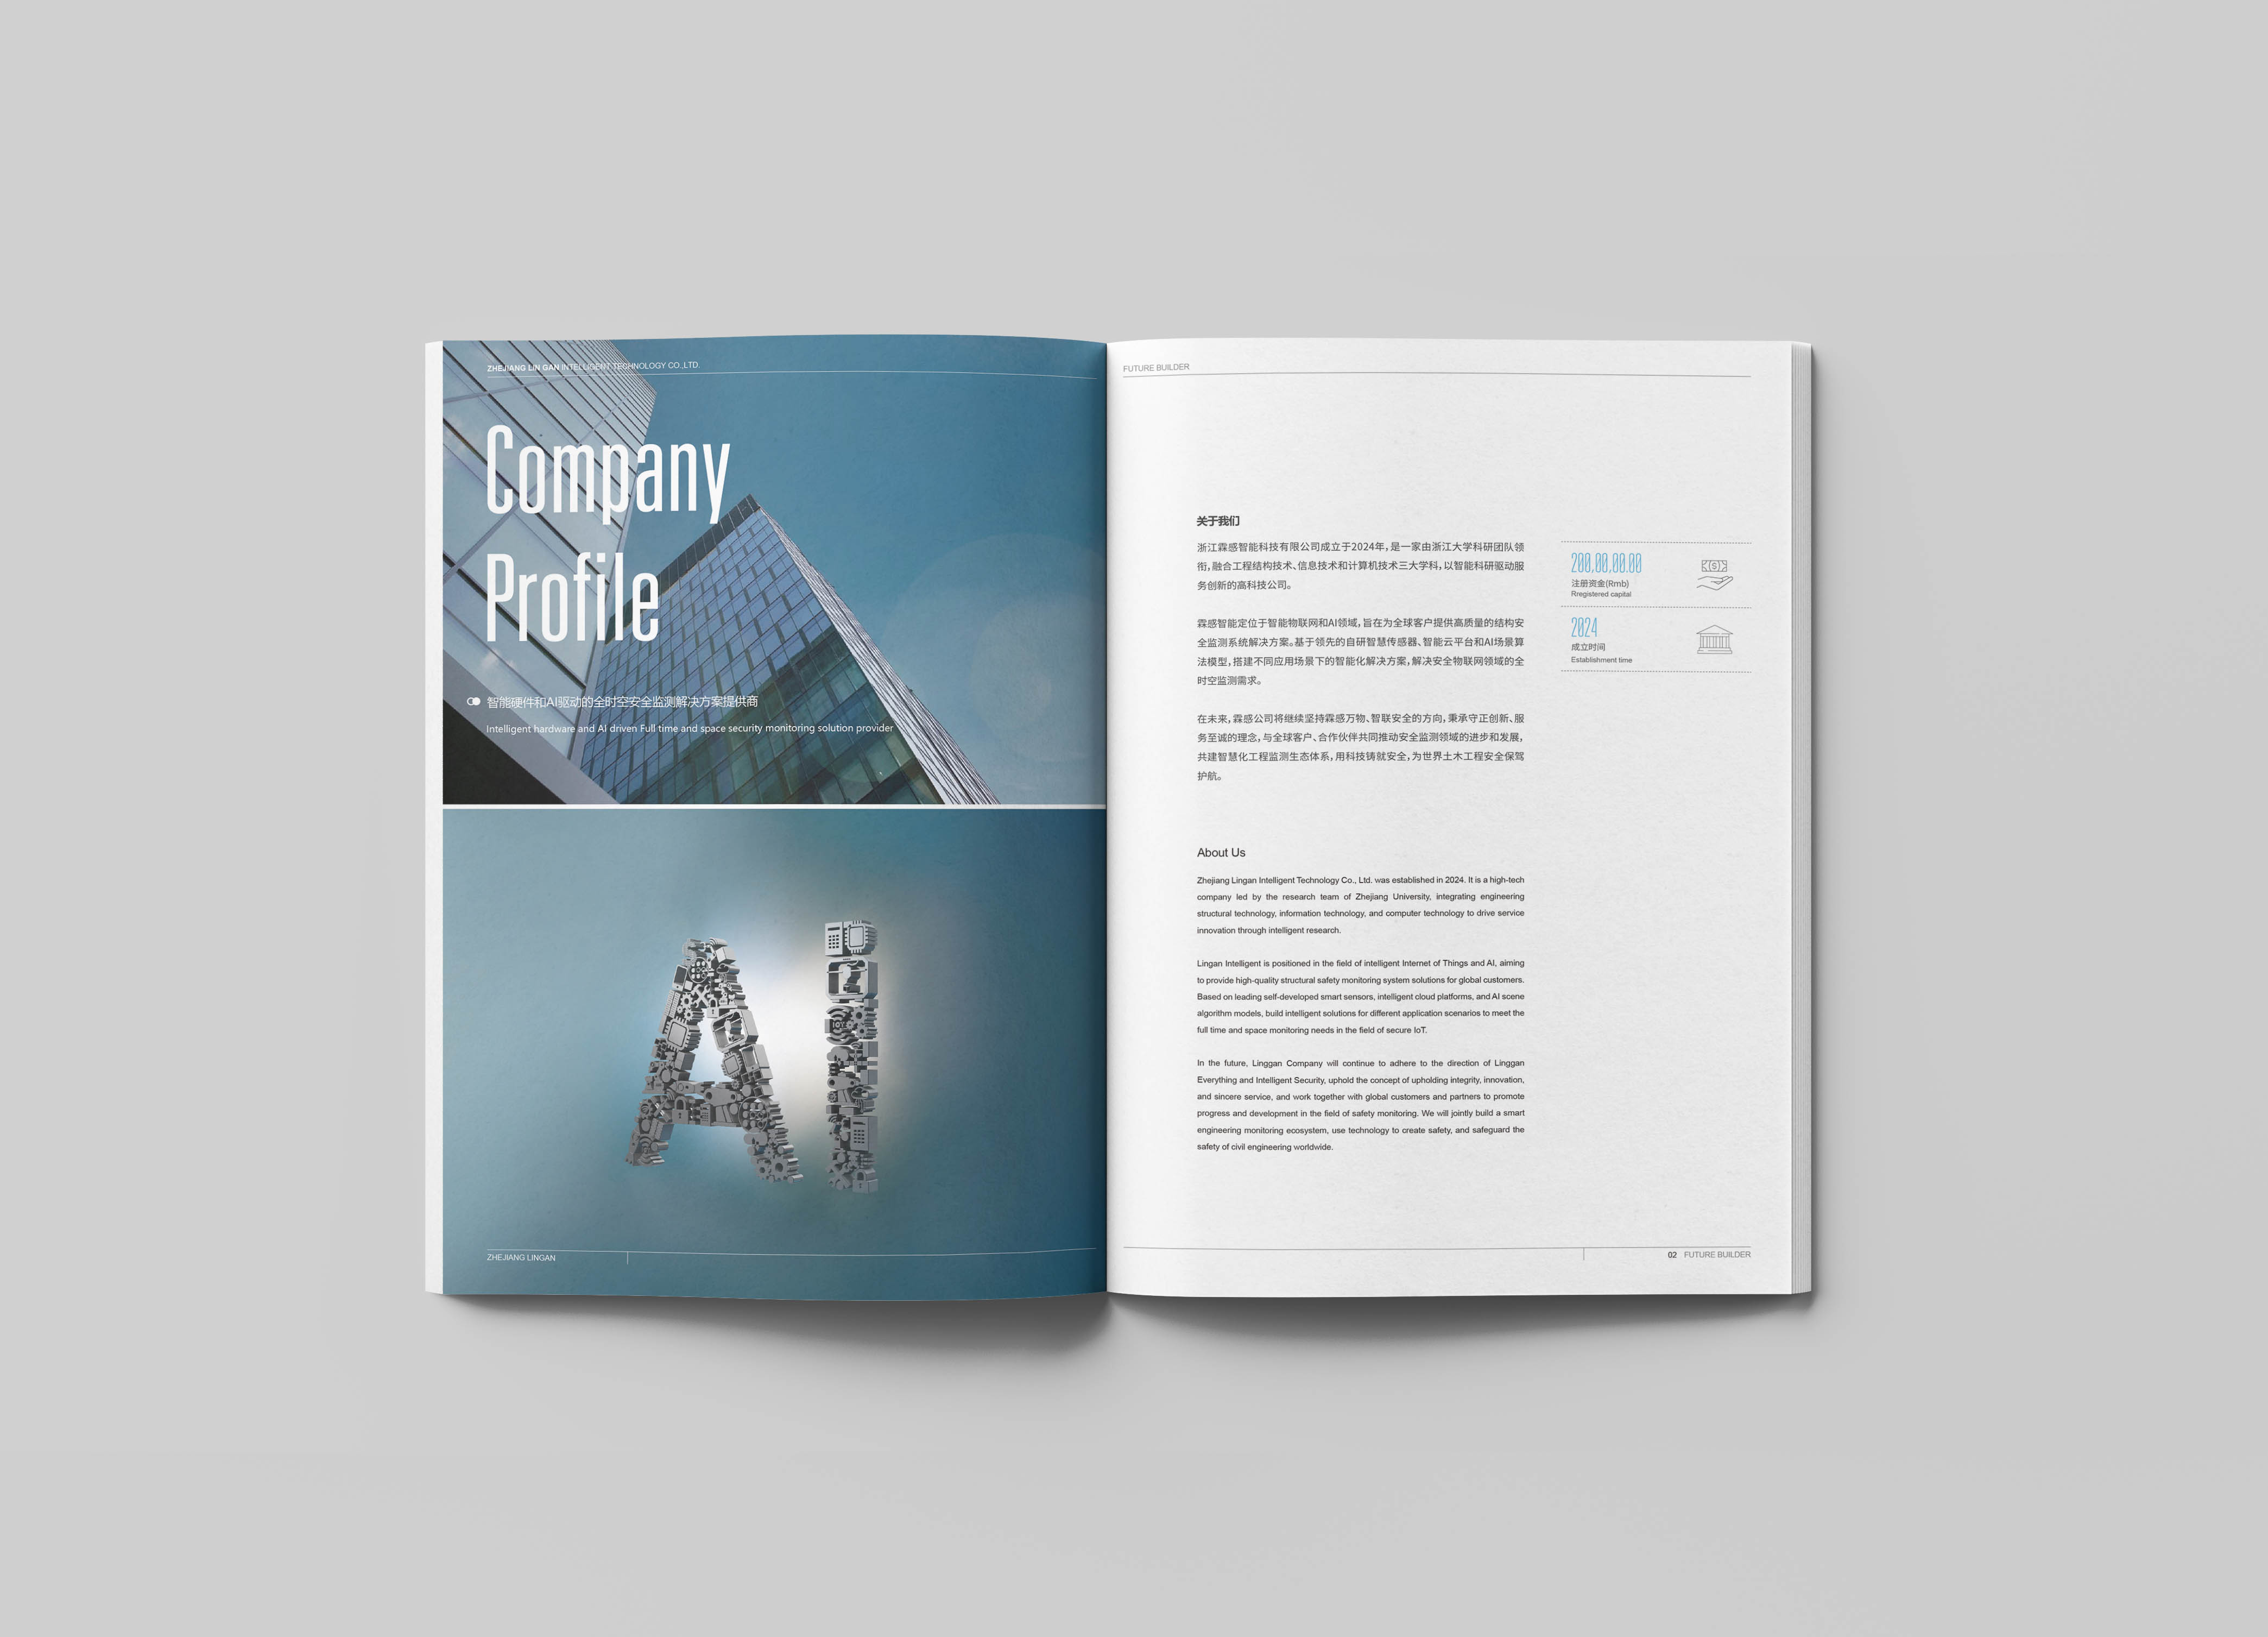 ZHEJIANG LIN GAN INTELLIGENT TECHNOLOGY CO.,LTD.
Company
Profile
智能硬件和AI驱动的全时空安全监测解决方案提供商
Intelligent hardware and AI driven Full time and space security monitoring solution provider
AI
IOT
ZHEJIANG LINGAN
FUTURE BUILDER
关于我们
浙江霖感智能科技有限公司成立于2024年，是一家由浙江大学科研团队领
衔，融合工程结构技术、信息技术和计算机技术三大学科，以智能科研驱动服
务创新的高科技公司。
霖感智能定位于智能物联网和AI领域，旨在为全球客户提供高质量的结构安
全监测系统解决方案。基于领先的自研智慧传感器、智能云平台和AI场景算
法模型，搭建不同应用场景下的智能化解决方案，解决安全物联网领域的全
时空监测需求。
在未来，霖感公司将继续坚持霖感万物、智联安全的方向，秉承守正创新、服
务至诚的理念，与全球客户、合作伙伴共同推动安全监测领域的进步和发展，
共建智慧化工程监测生态体系，用科技铸就安全，为世界土木工程安全保驾
护航。
About Us
Zhejiang Lingan Intelligent Technology Co., Ltd. was established in 2024. It is a high-tech
company led by the research team of Zhejiang University, integrating engineering
structural technology, information technology, and computer technology to drive service
innovation through intelligent research.
Lingan Intelligent is positioned in the field of intelligent Internet of Things and AI, aiming
to provide high-quality structural safety monitoring system solutions for global customers.
Based on leading self-developed smart sensors, intelligent cloud platforms, and AI scene
algorithm models, build intelligent solutions for different application scenarios to meet the
full time and space monitoring needs in the field of secure IoT.
In the future, Linggan Company will continue to adhere to the direction of Linggan
Everything and Intelligent Security, uphold the concept of upholding integrity, innovation,
and sincere service, and work together with global customers and partners to promote
progress and development in the field of safety monitoring. We will jointly build a smart
engineering monitoring ecosystem, use technology to create safety, and safeguard the
safety of civil engineering worldwide.
200,00,00.00
注册资金(Rmb)
Rregistered capital
2024
成立时间
Establishment time
02 FUTURE BUILDER